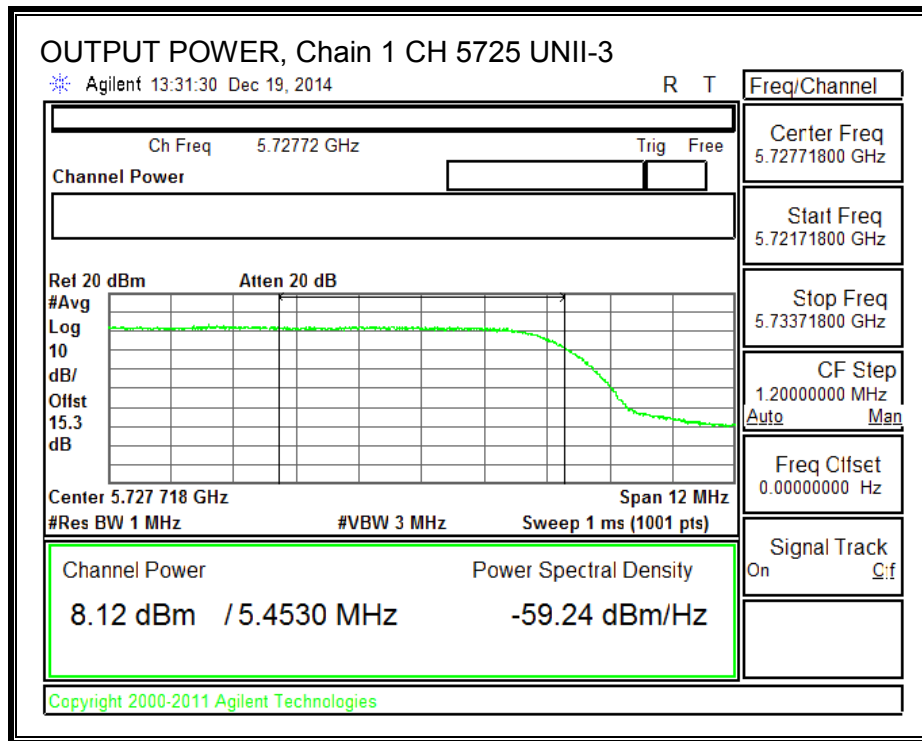 OUTPUT POWER, Chain 1 CH 5725 UNII-3
Agilent 13:31:30 Dec 19, 2014 R T
Ch Freq 5.72772 GHz Trig Free
Channel Power
Ref 20 dBm Atten 20 dB
#Avg
Log
10
dB/
Offst
15.3
dB
Center 5.727 718 GHz Span 12 MHz
#Res BW 1 MHz #VBW 3 MHz Sweep 1 ms (1001 pts)
Channel Power Power Spectral Density
8.12 dBm / 5.4530 MHz -59.24 dBm/Hz
Copyright 2000-2011 Agilent Technologies
Freq/Channel
Center Freq
5.72771800 GHz
Start Freq
5.72171800 GHz
Stop Freq
5.73371800 GHz
CF Step
1.20000000 MHz
Auto Man
Freq Offset
0.00000000 Hz
Signal Track
On Off